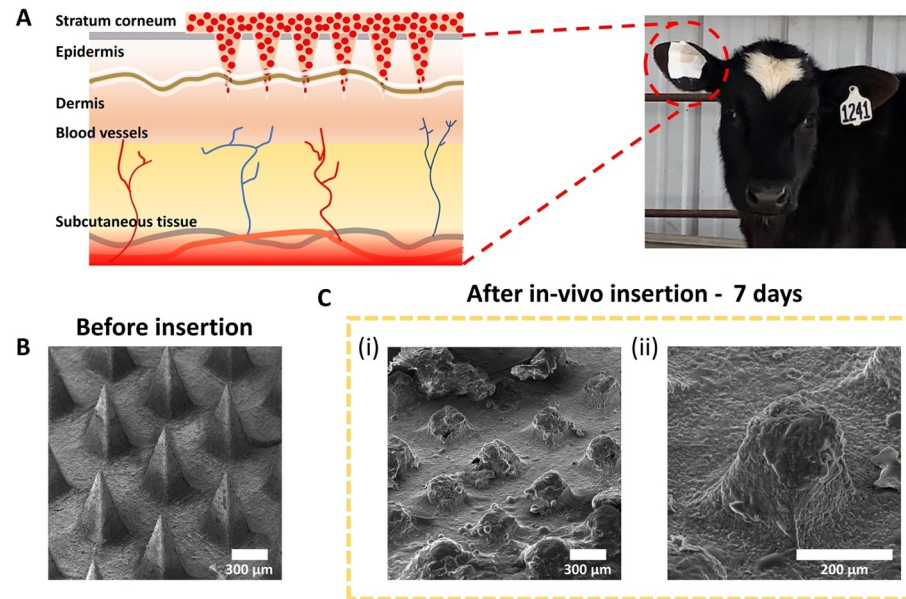 A
Stratum corneum
Epidermis
Dermis
Blood vessels
Subcutaneous tissue
1241
Before insertion
B
300 µm
C
After in-vivo insertion - 7 days
(i)
300 µm
(ii)
200 µm